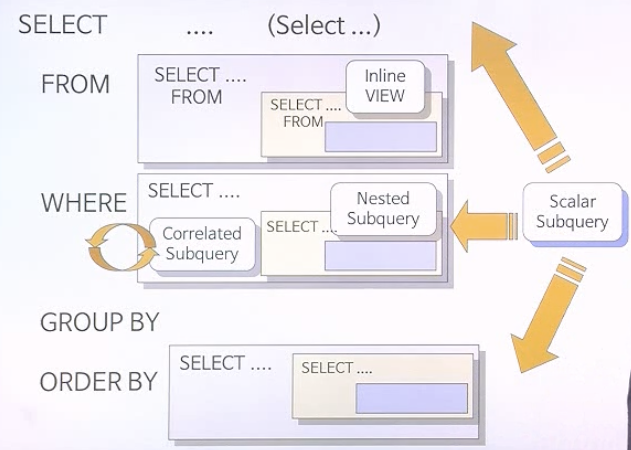 SELECT .... (Select ...)
FROM
SELECT ....
FROM
Inline
VIEW
SELECT ....
FROM
WHERE
SELECT ....
Nested
Subquery
Correlated
Subquery
SELECT ....
Scalar
Subquery
GROUP BY
ORDER BY
SELECT ....
SELECT ....